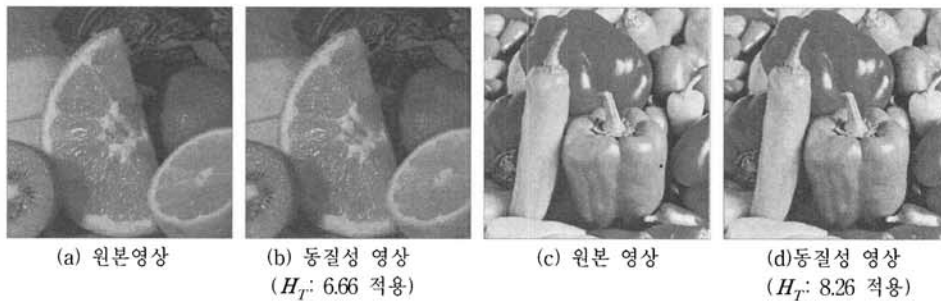 (a) 원본영상
(b) 동질성 영상
(H_T: 6.66 적용)
(c) 원본 영상
(d)동질성 영상
(H_T: 8.26 적용)